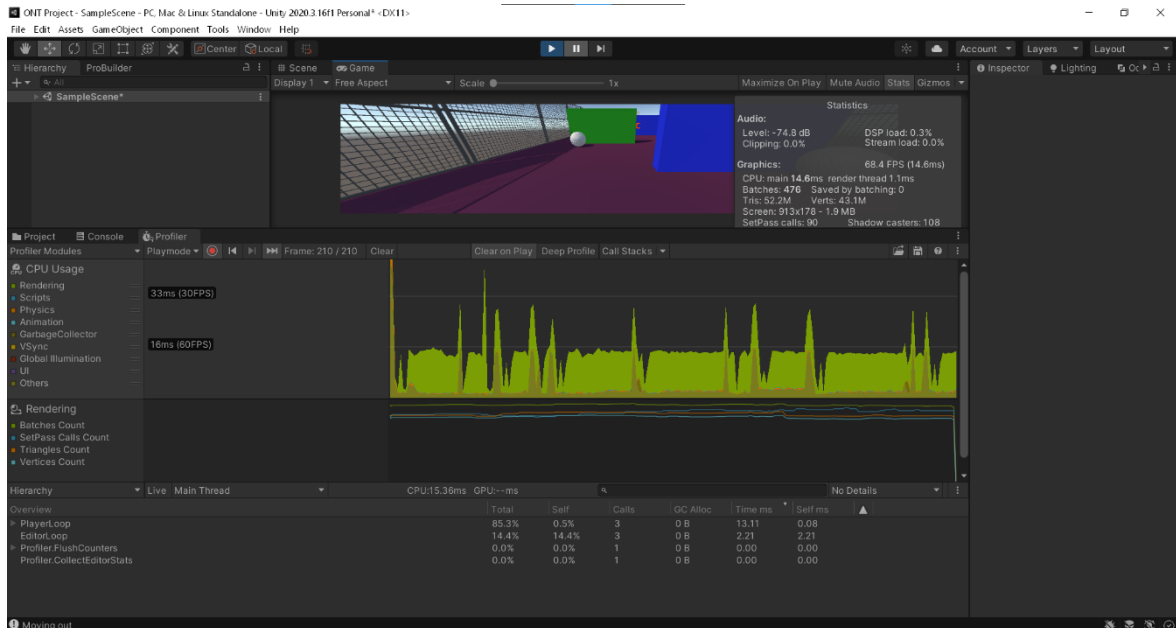 ONT Project - SampleScene - PC, Mac & Linux Standalone - Unity 2020.3.16f1 Personal* <DX11>
File Edit Assets GameObject Component Tools Window Help
Center Local
Account Layers Layout
Hierarchy ProBuilder
Scene Game
Inspector Lighting Oc
All
Display 1 Free Aspect Scale 1x Maximize On Play Mute Audio Stats Gizmos
SampleScene*
Statistics
Audio:
Level: -74.8 dB DSP load: 0.3%
Clipping: 0.0% Stream load: 0.0%
Graphics: 68.4 FPS (14.6ms)
CPU: main 14.6ms render thread 1.1ms
Batches: 476 Saved by batching: 0
Tris: 52.2M Verts: 43.1M
Screen: 913x178 - 1.9 MB
SetPass calls: 90 Shadow casters: 108
Project Console Profiler
Profiler Modules Playmode Frame: 210 / 210 Clear Clear on Play Deep Profile Call Stacks
CPU Usage
Rendering
Scripts
Physics
Animation
GarbageCollector
VSync
Global Illumination
UI
Others
33ms (30FPS)
16ms (60FPS)
Rendering
Batches Count
SetPass Calls Count
Triangles Count
Vertices Count
Hierarchy Live Main Thread CPU:15.36ms GPU:--ms No Details
Overview Total Self Calls GC Alloc Time ms Self ms
PlayerLoop 85.3% 0.5% 3 0 B 13.11 0.08
EditorLoop 14.4% 14.4% 3 0 B 2.21 2.21
Profiler.FlushCounters 0.0% 0.0% 1 0 B 0.00 0.00
Profiler.CollectEditorStats 0.0% 0.0% 1 0 B 0.00 0.00
Moving out